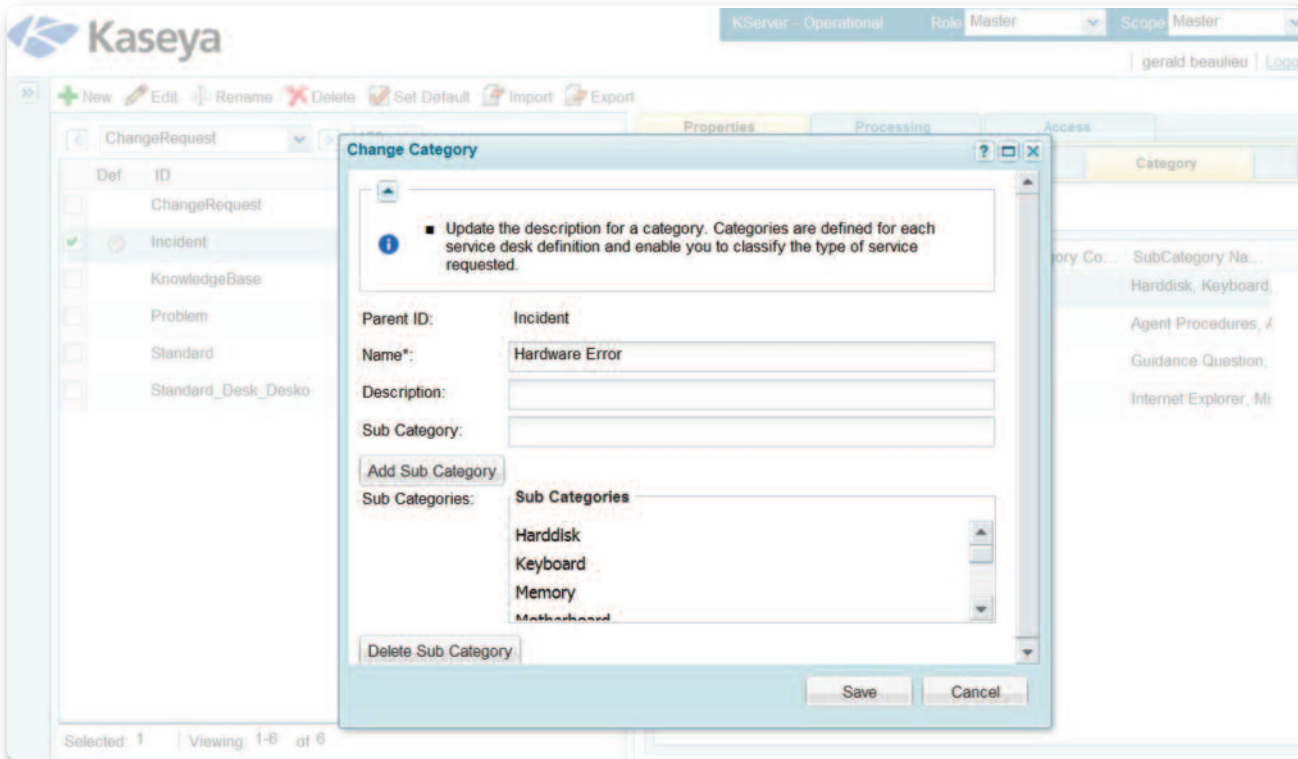 Kaseya
KServer - Operational Role Master Scope Master
gerald beaulieu
New Edit Rename Delete Set Default Import Export
ChangeRequest
Properties Processing Access
Category
Def ID
ChangeRequest
Incident
KnowledgeBase
Problem
Standard
Standard_Desk_Desko
SubCategory Na...
Harddisk, Keyboard,
Agent Procedures,
Guidance Question,
Internet Explorer, Mi
Selected: 1 Viewing: 1-6 of 6
Change Category
Update the description for a category. Categories are defined for each
service desk definition and enable you to classify the type of service
requested.
Parent ID: Incident
Name*: Hardware Error
Description:
Sub Category:
Add Sub Category
Sub Categories: Sub Categories
Harddisk
Keyboard
Memory
Motherboard
Delete Sub Category
Save Cancel